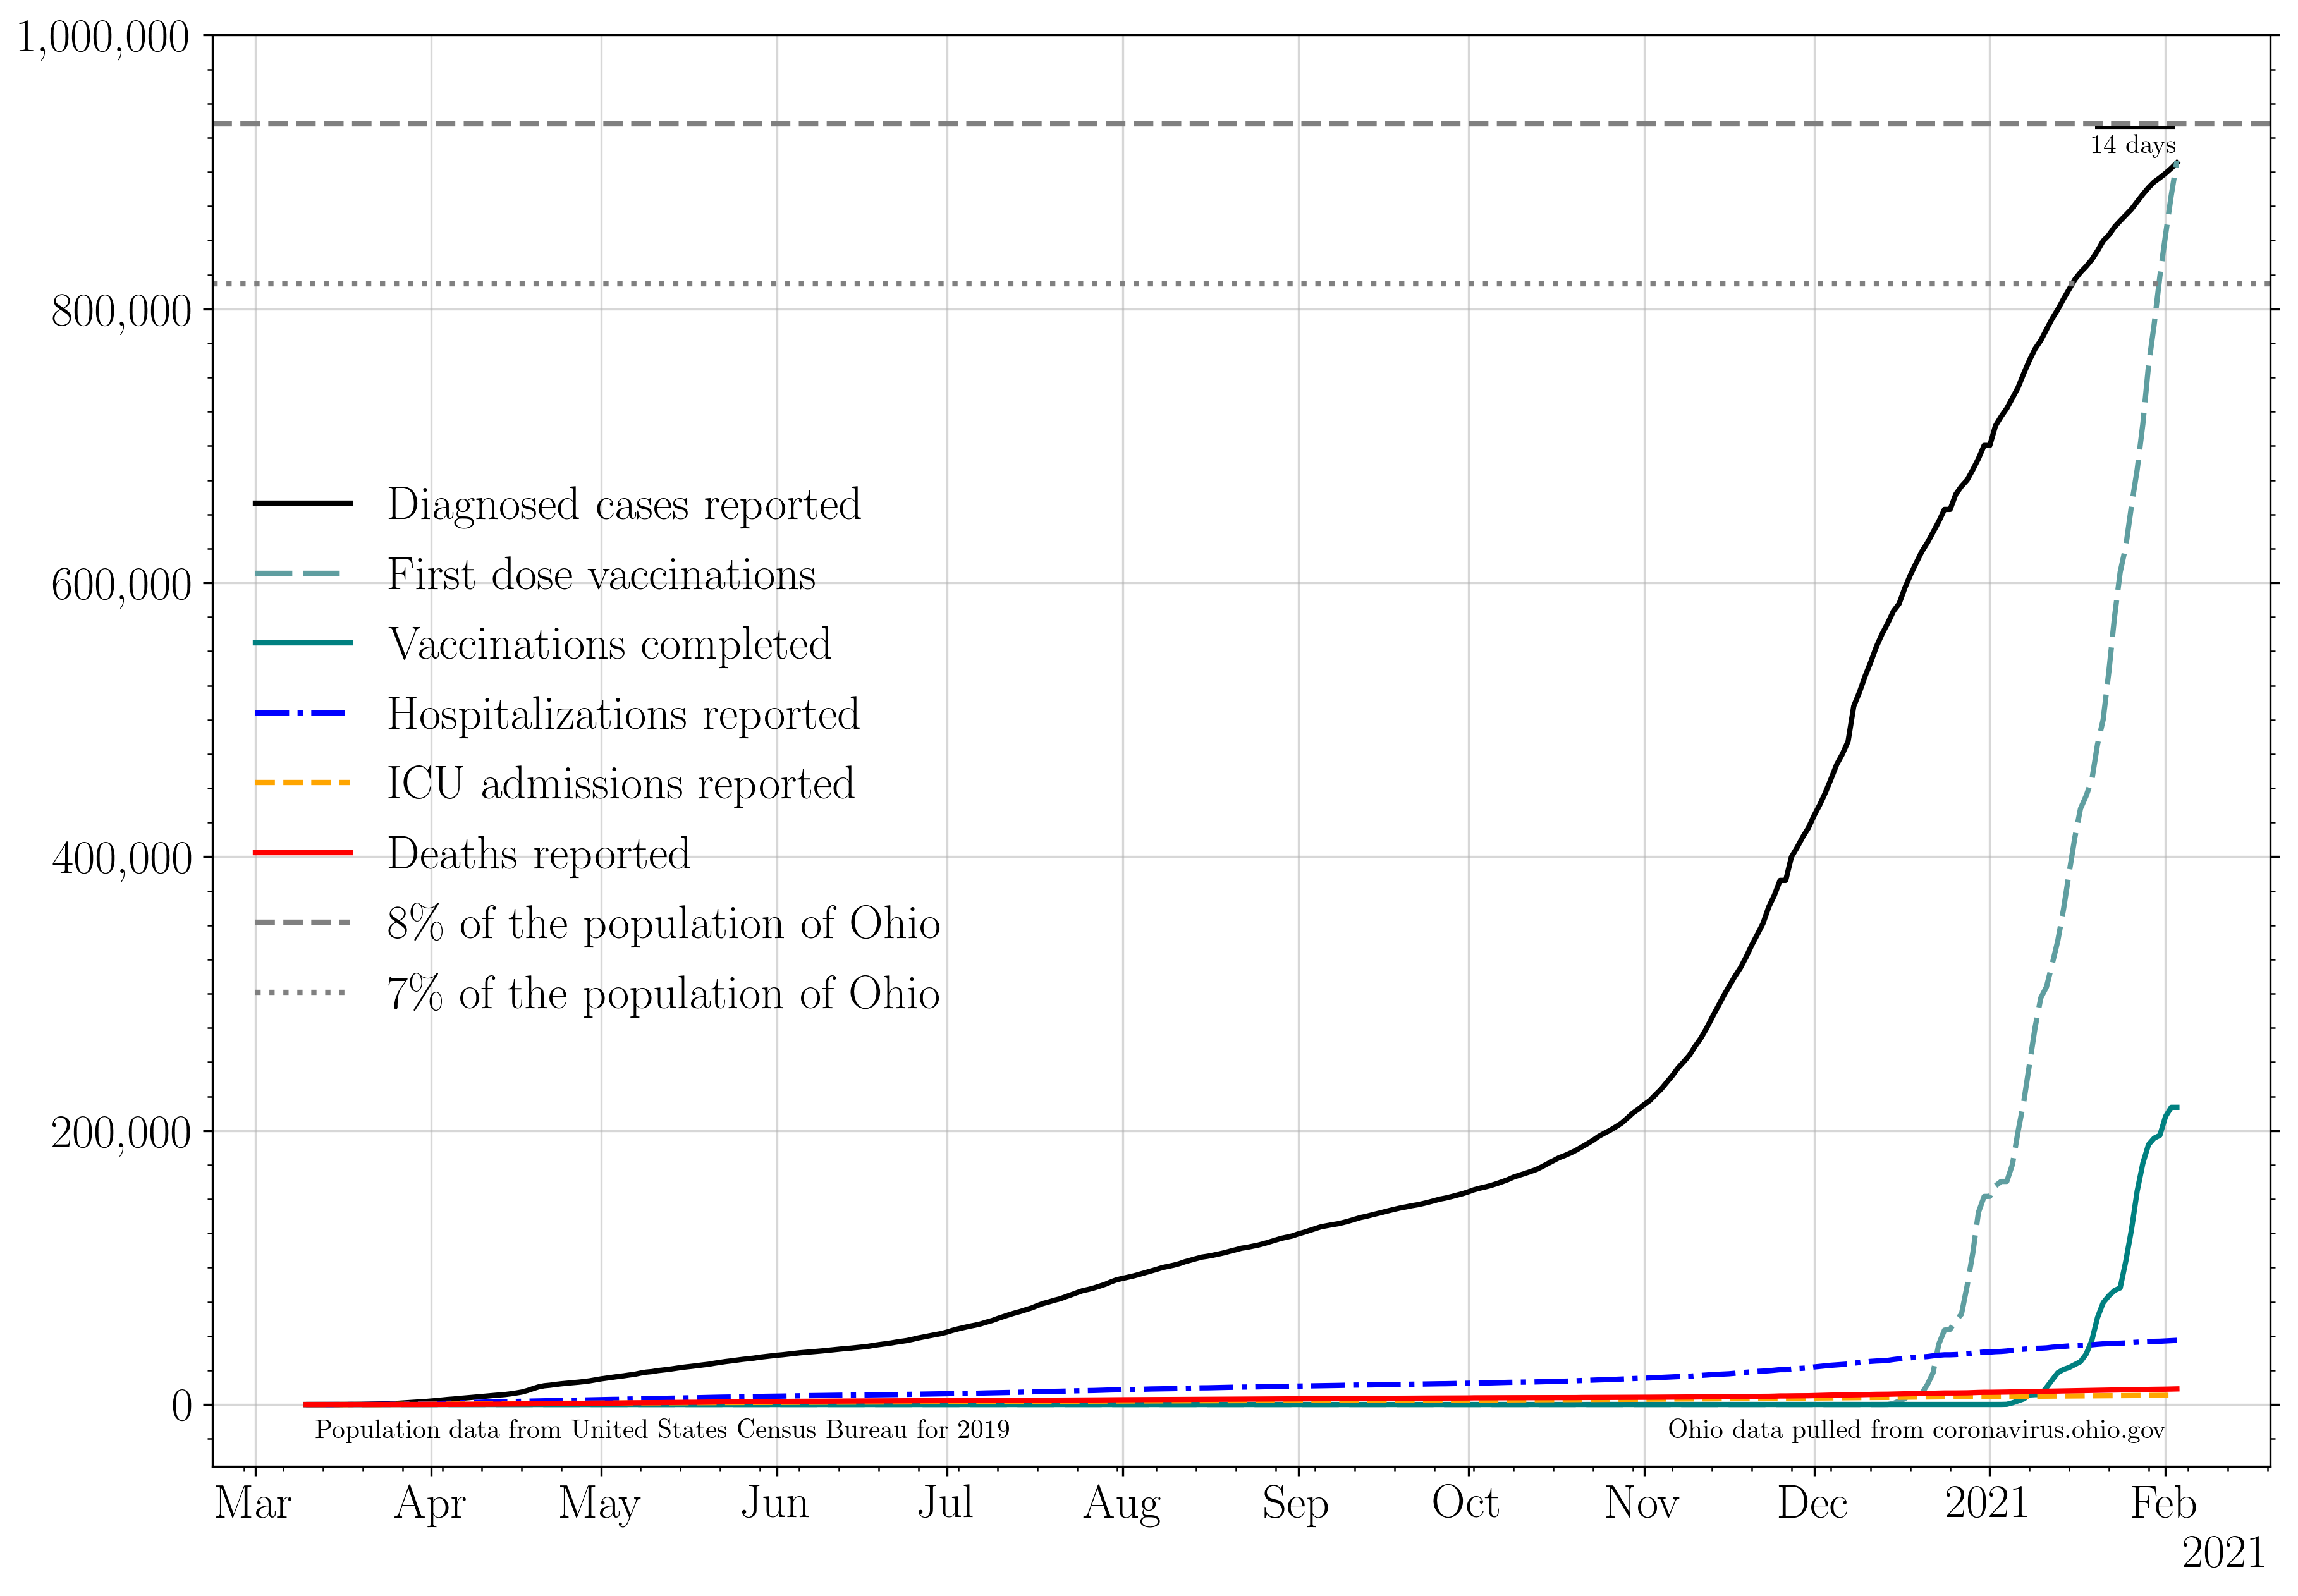 1,000,000
800,000
600,000
400,000
200,000
0
14 days
Diagnosed cases reported
First dose vaccinations
Vaccinations completed
Hospitalizations reported
ICU admissions reported
Deaths reported
8% of the population of Ohio
7% of the population of Ohio
Population data from United States Census Bureau for 2019
Ohio data pulled from coronavirus.ohio.gov
Mar Apr May Jun Jul Aug Sep Oct Nov Dec 2021 Feb
2021